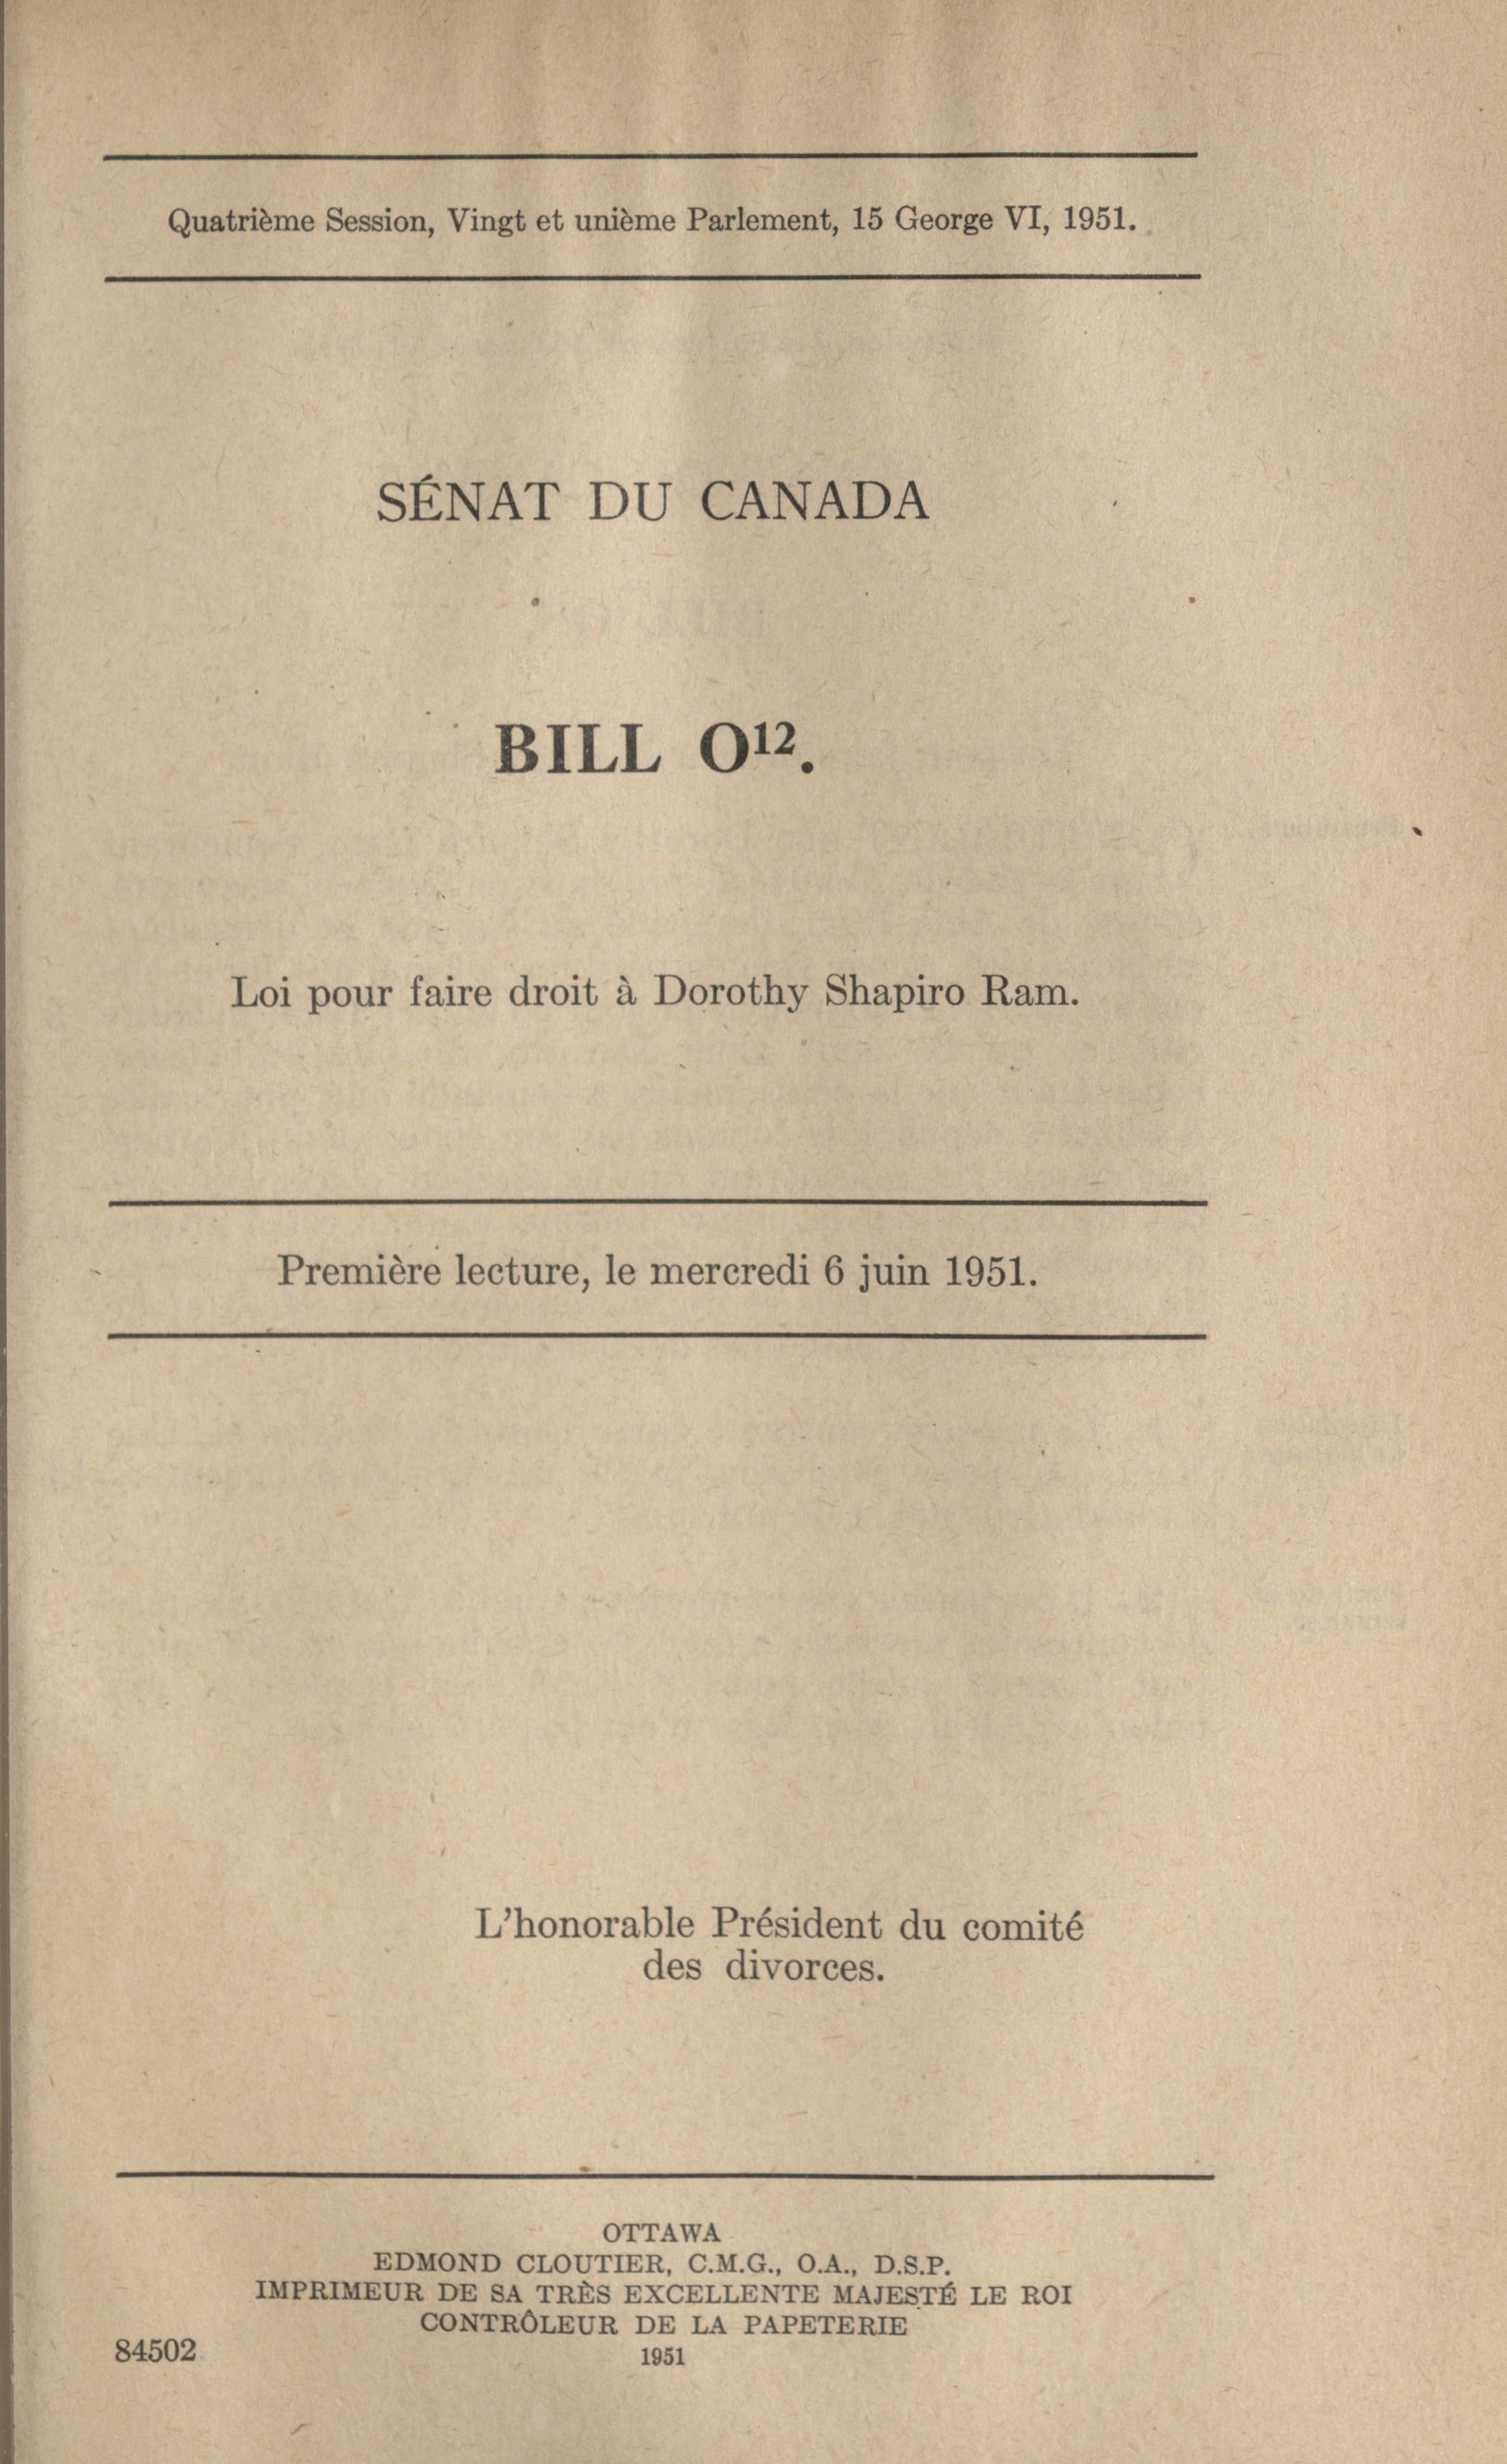 Quatrième Session, Vingt et unième Parlement, 15 George VI, 1951.
SÉNAT DU CANADA
BILL O¹².
Loi pour faire droit à Dorothy Shapiro Ram.
Première lecture, le mercredi 6 juin 1951.
L'honorable Président du comité
des divorces.
OTTAWA
EDMOND CLOUTIER, C.M.G., O.A., D.S.P.
IMPRIMEUR DE SA TRÈS EXCELLENTE MAJESTÉ LE ROI
CONTRÔLEUR DE LA PAPETERIE
84502
1951